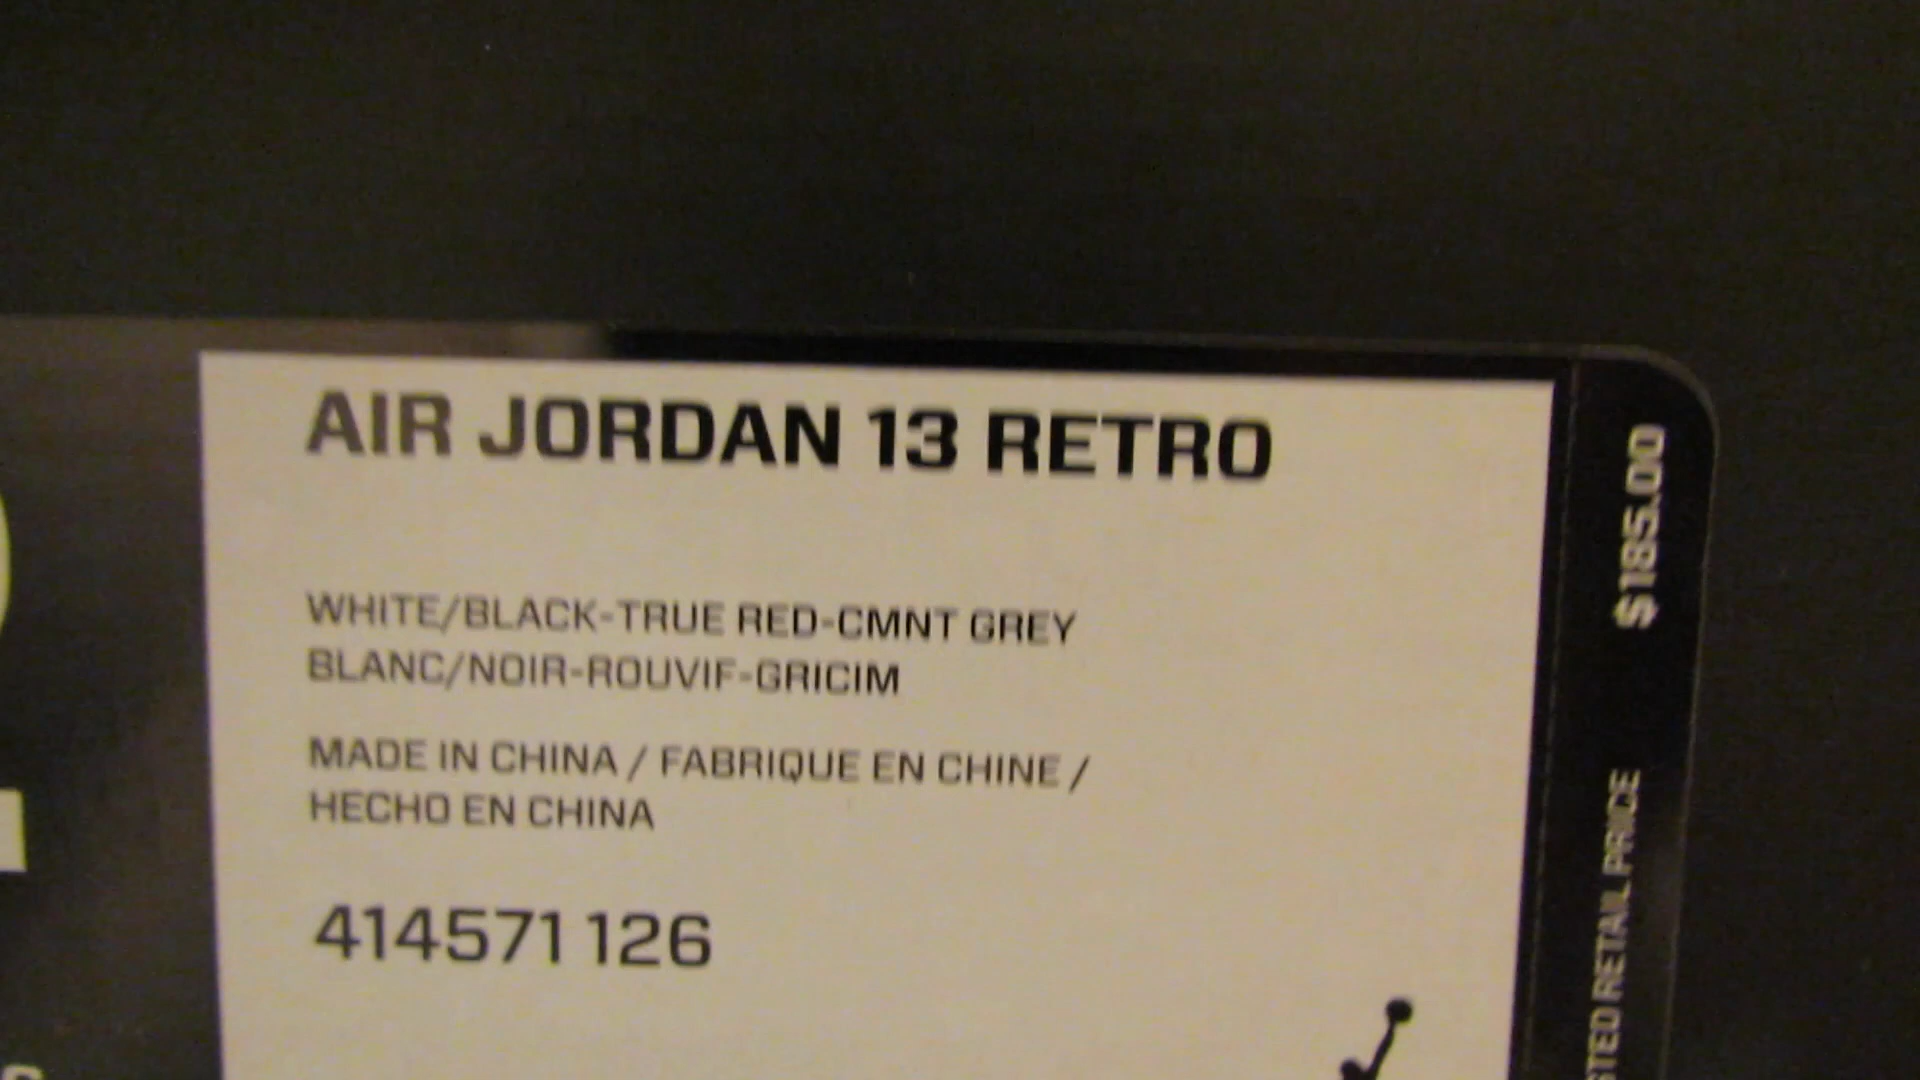 AIR JORDAN 13 RETRO
WHITE/BLACK-TRUE RED-CMNT GREY
BLANC/NOIR-ROUVIF-GRICIM
MADE IN CHINA / FABRIQUE EN CHINE /
HECHO EN CHINA
414571 126
$185.00
RETAIL PRICE